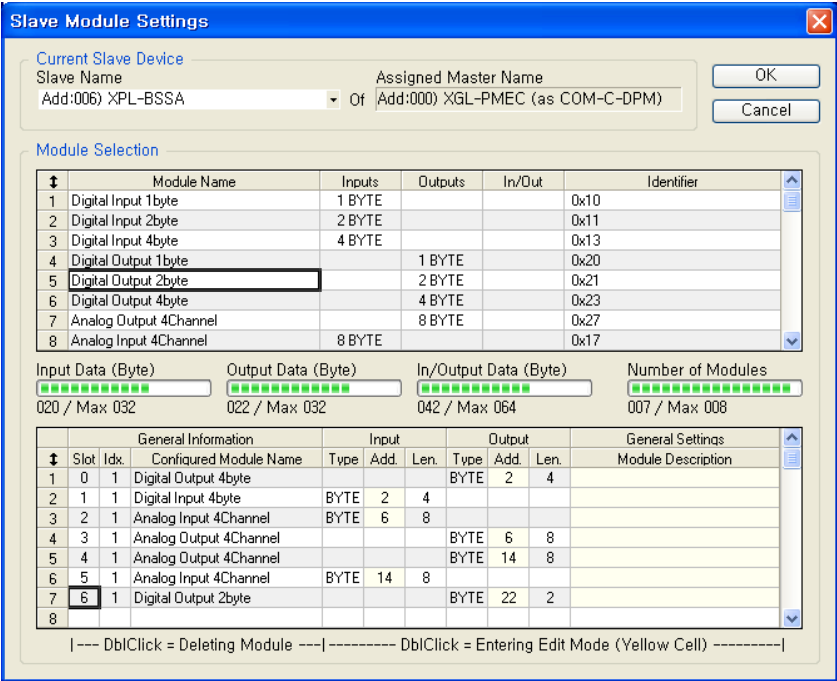 Slave Module Settings
Current Slave Device
Slave Name Assigned Master Name OK
Add:006) XPL-BSSA Of Add:000) XGL-PMEC (as COM-C-DPM)
Cancel
Module Selection
↕ Module Name Inputs Outputs In/Out Identifier
1 Digital Input 1byte 1 BYTE 0x10
2 Digital Input 2byte 2 BYTE 0x11
3 Digital Input 4byte 4 BYTE 0x13
4 Digital Output 1byte 1 BYTE 0x20
5 Digital Output 2byte 2 BYTE 0x21
6 Digital Output 4byte 4 BYTE 0x23
7 Analog Output 4Channel 8 BYTE 0x27
8 Analog Input 4Channel 8 BYTE 0x17
Input Data (Byte) Output Data (Byte) In/Output Data (Byte) Number of Modules
020 / Max 032 022 / Max 032 042 / Max 064 007 / Max 008
General Information Input Output General Settings
↕ Slot Idx. Configured Module Name Type Add. Len. Type Add. Len. Module Description
1 0 1 Digital Output 4byte BYTE 2 4
2 1 1 Digital Input 4byte BYTE 2 4
3 2 1 Analog Input 4Channel BYTE 6 8
4 3 1 Analog Output 4Channel BYTE 6 8
5 4 1 Analog Output 4Channel BYTE 14 8
6 5 1 Analog Input 4Channel BYTE 14 8
7 6 1 Digital Output 2byte BYTE 22 2
8
|--- DblClick = Deleting Module ---|--------- DblClick = Entering Edit Mode (Yellow Cell) ---------|